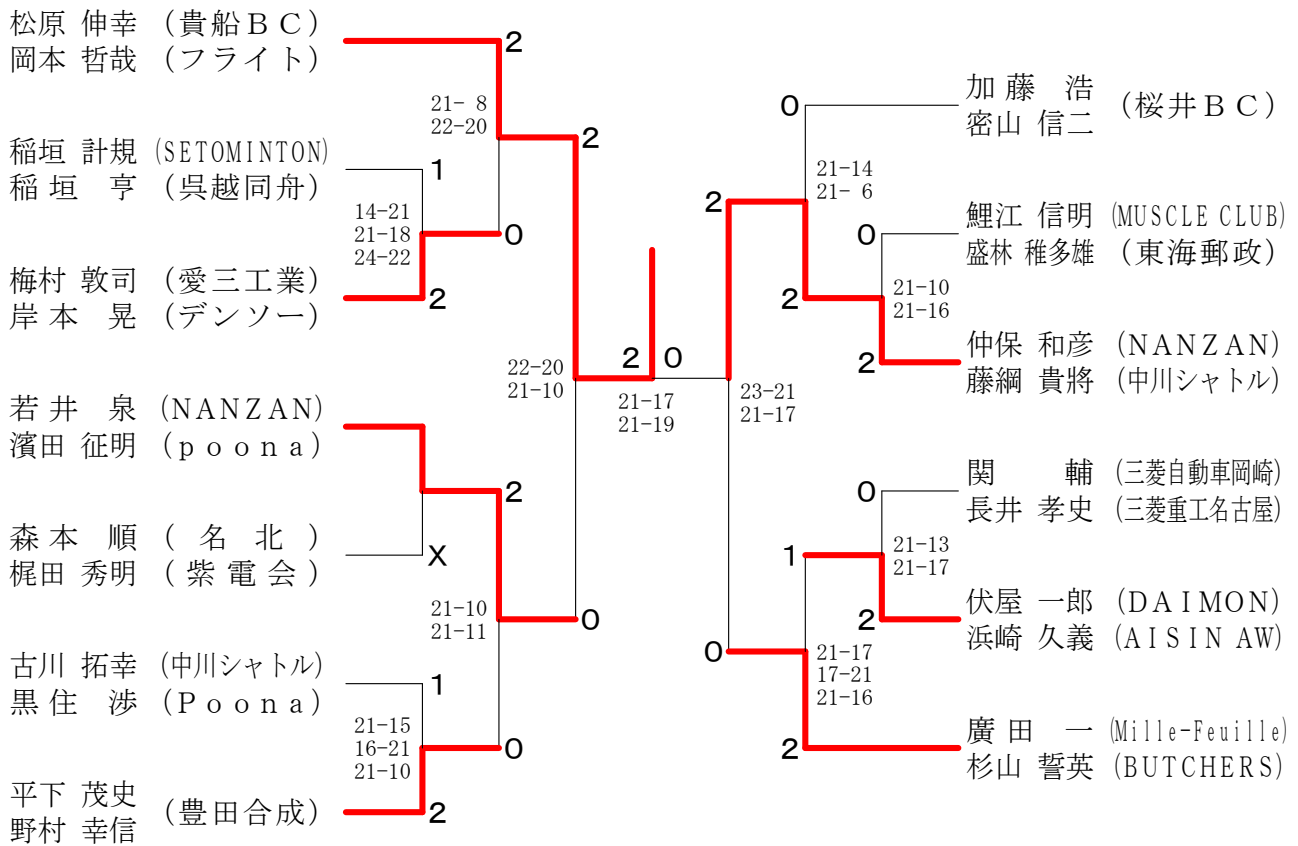 松原 伸幸 (貴船ＢＣ)
岡本 哲哉 (フライト)
2
21- 8
22-20
2
稲垣 計規 (SETOMINTON)
稲垣 亨 (呉越同舟)
1
14-21
21-18
24-22
0
梅村 敦司 (愛三工業)
岸本 晃 (デンソー)
2
22-20
21-10
若井 泉 (NANZAN)
濱田 征明 (poona)
2
森本 順 (名北)
梶田 秀明 (紫電会)
X
21-10
21-11
0
古川 拓幸 (中川シャトル)
黒住 渉 (Poona)
1
21-15
16-21
21-10
0
平下 茂史
野村 幸信
(豊田合成)
2
2 0
21-17
21-19
加藤 浩
密山 信二
(桜井ＢＣ)
0
21-14
21- 6
2
鯉江 信明 (MUSCLE CLUB)
盛林 稚多雄 (東海郵政)
0
21-10
21-16
2
仲保 和彦 (NANZAN)
藤綱 貴將 (中川シャトル)
2
23-21
21-17
関 輔 (三菱自動車岡崎)
長井 孝史 (三菱重工名古屋)
0
21-13
21-17
1
伏屋 一郎 (DAIMON)
浜崎 久義 (AISIN AW)
2
0
21-17
17-21
21-16
廣田 一 (Mille-Feuille)
杉山 誓英 (BUTCHERS)
2